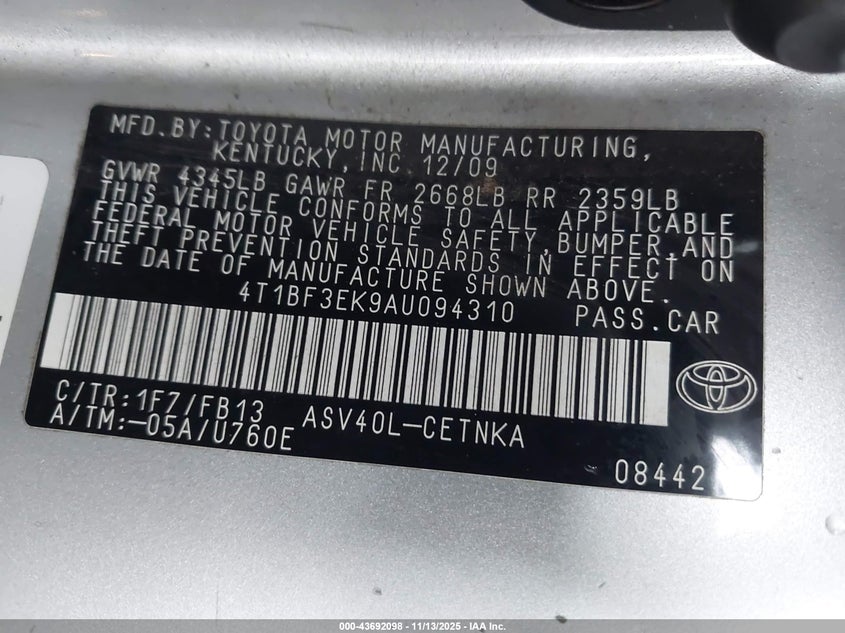 MFD.BY:TOYOTA MOTOR MANUFACTURING,
KENTUCKY,INC. 12/09
GVWR 4345LB GAWR FR 2668LB RR 2359LB
THIS VEHICLE CONFORMS TO ALL APPLICABLE
FEDERAL MOTOR VEHICLE SAFETY,BUMPER,AND
THEFT PREVENTION STANDARDS IN EFFECT ON
THE DATE OF MANUFACTURE SHOWN ABOVE.
4T1BF3EK9AU094310 PASS.CAR
C/TR:1F7/FB13
A/TM:-05A/U760E
ASV40L-CETNKA
08442
000-43692098 - 11/13/2025 - IAA Inc.